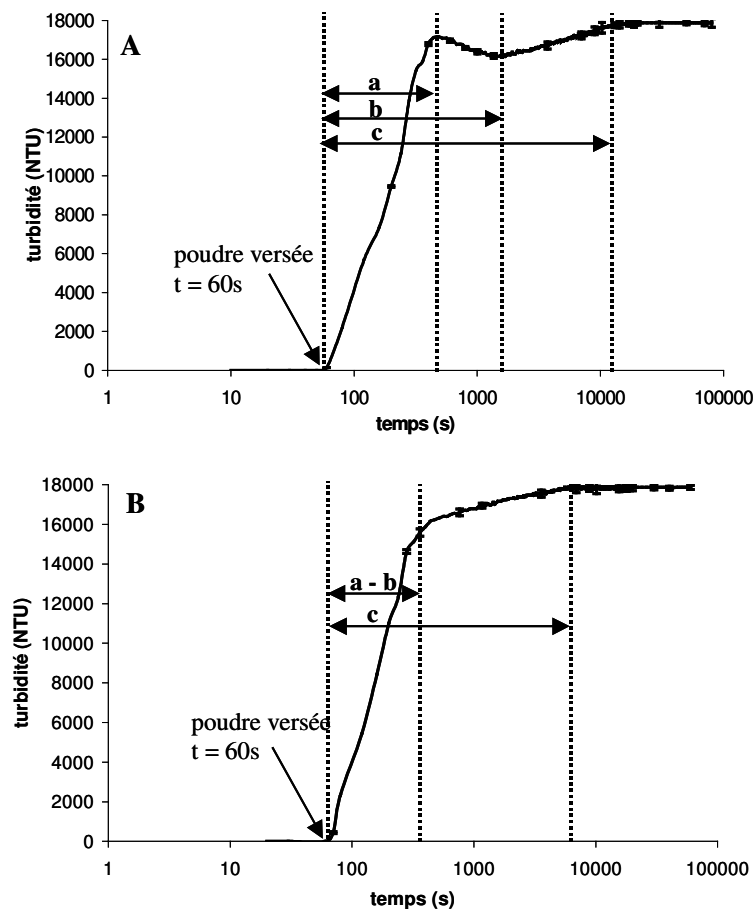 A
18000
16000
14000
12000
10000
8000
6000
4000
2000
0
turbidité (NTU)
a
b
c
poudre versée
t = 60s
1 10 100 1000 10000 100000
temps (s)
B
18000
16000
14000
12000
10000
8000
6000
4000
2000
0
turbidité (NTU)
a - b
c
poudre versée
t = 60s
1 10 100 1000 10000 100000
temps (s)